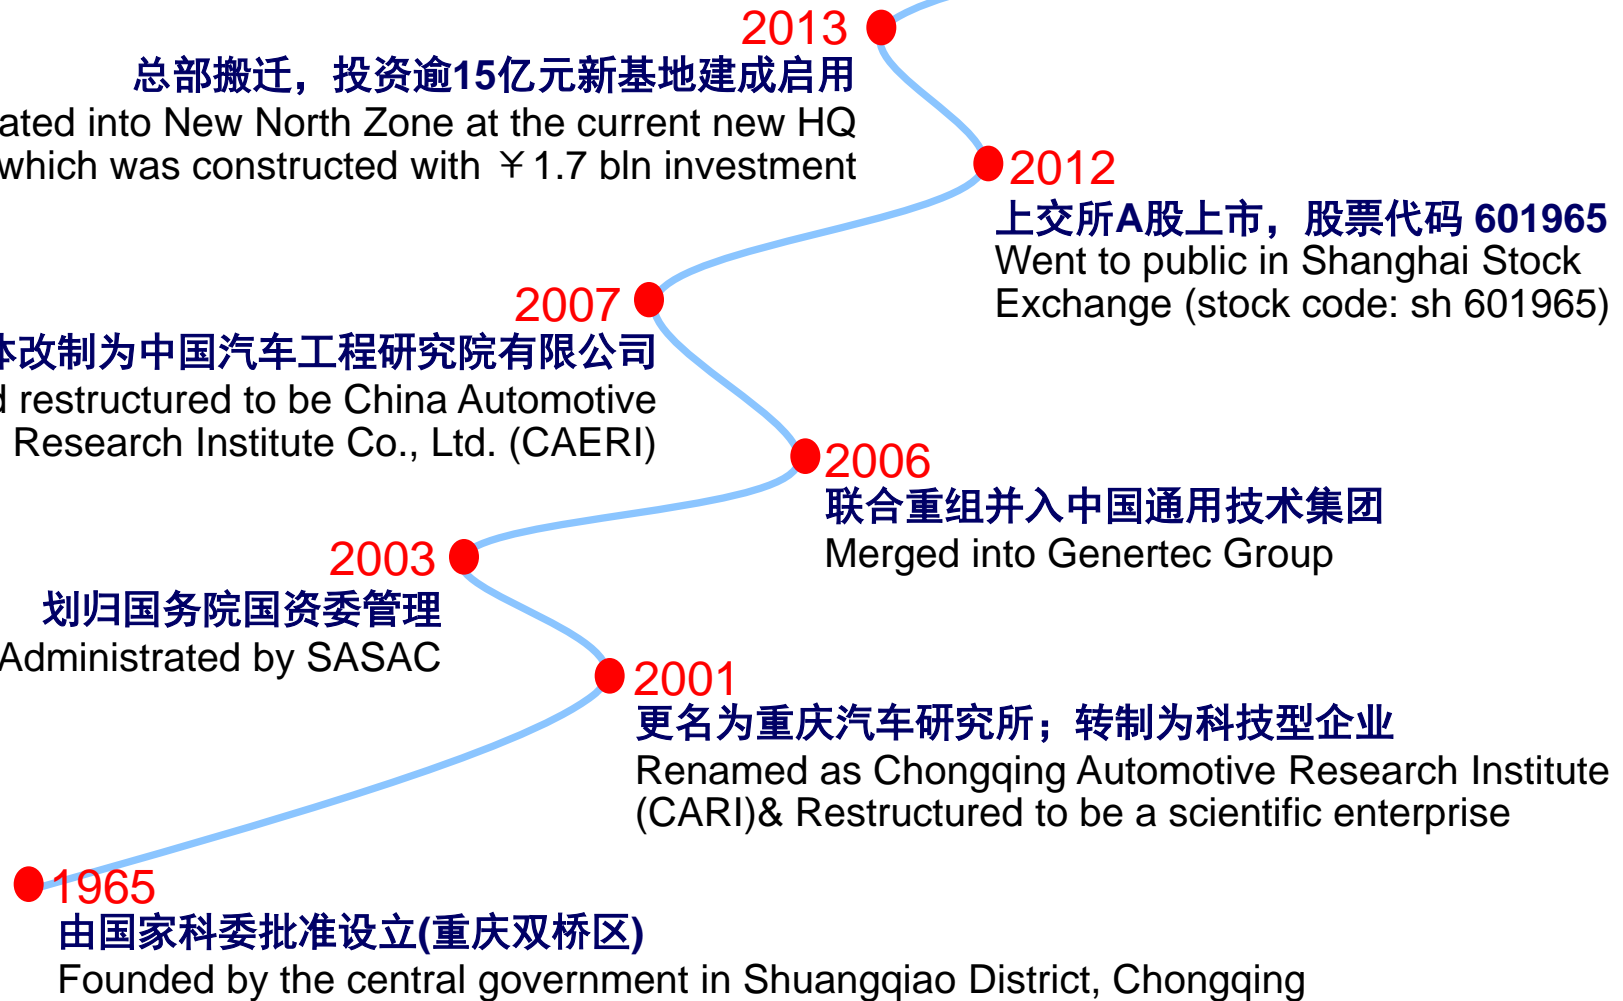 2013
总部搬迁，投资逾15亿元新基地建成启用
into New North Zone at the current new HQ
which was constructed with ￥1.7 bln investment
2012
上交所A股上市，股票代码 601965
Went to public in Shanghai Stock
Exchange (stock code: sh 601965)
2007
改制为中国汽车工程研究院有限公司
restructured to be China Automotive
Research Institute Co., Ltd. (CAERI)
2006
联合重组并入中国通用技术集团
Merged into Genertec Group
2003
划归国务院国资委管理
Administrated by SASAC
2001
更名为重庆汽车研究所；转制为科技型企业
Renamed as Chongqing Automotive Research Institute
(CARI)& Restructured to be a scientific enterprise
1965
由国家科委批准设立(重庆双桥区)
Founded by the central government in Shuangqiao District, Chongqing